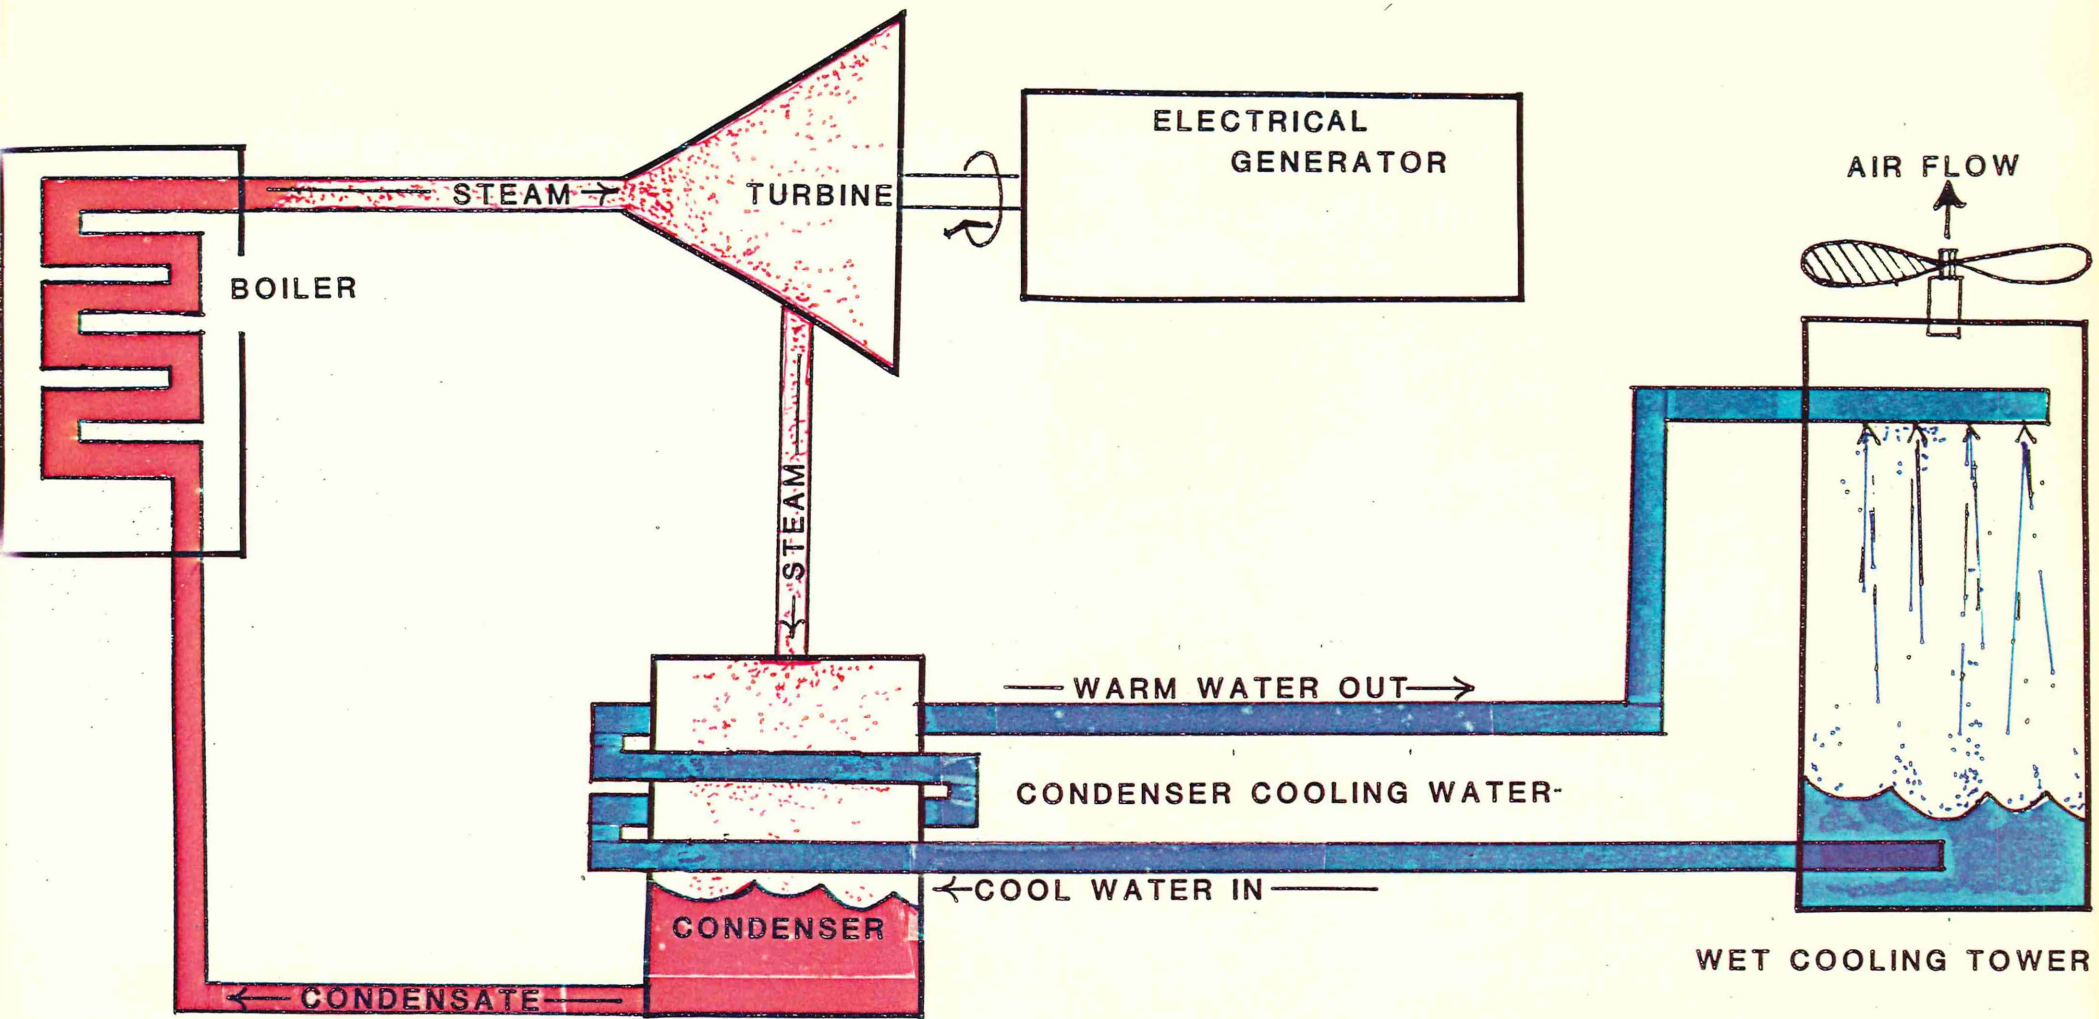 ELECTRICAL
GENERATOR
AIR FLOW
STEAM
TURBINE
BOILER
STEAM
WARM WATER OUT
CONDENSER COOLING WATER-
COOL WATER IN
CONDENSER
WET COOLING TOWER
CONDENSATE